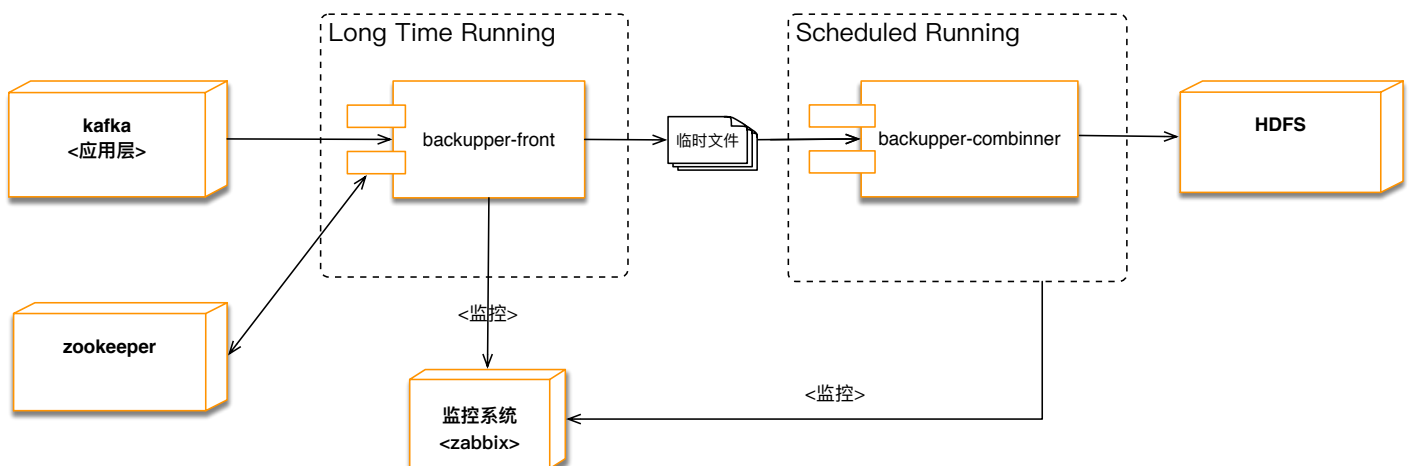 Long Time Running
Scheduled Running
kafka
<应用层>
backupper-front
临时文件
backupper-combinner
HDFS
zookeeper
<监控>
<监控>
监控系统
<zabbix>